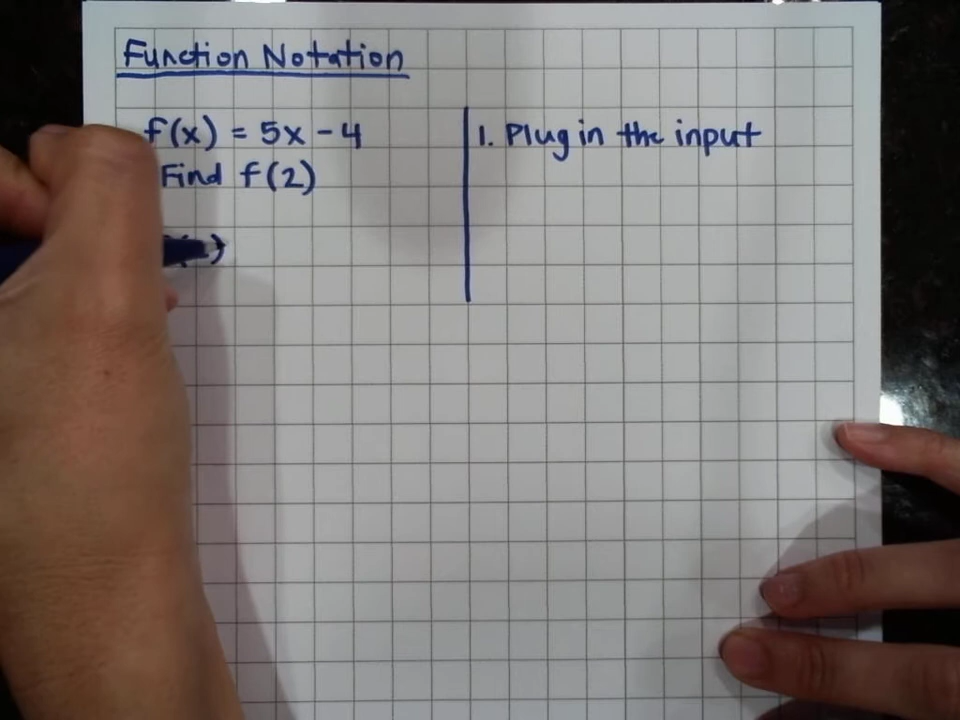 Function Notation
f(x) = 5x - 4
Find f(2)
1. Plug in the input